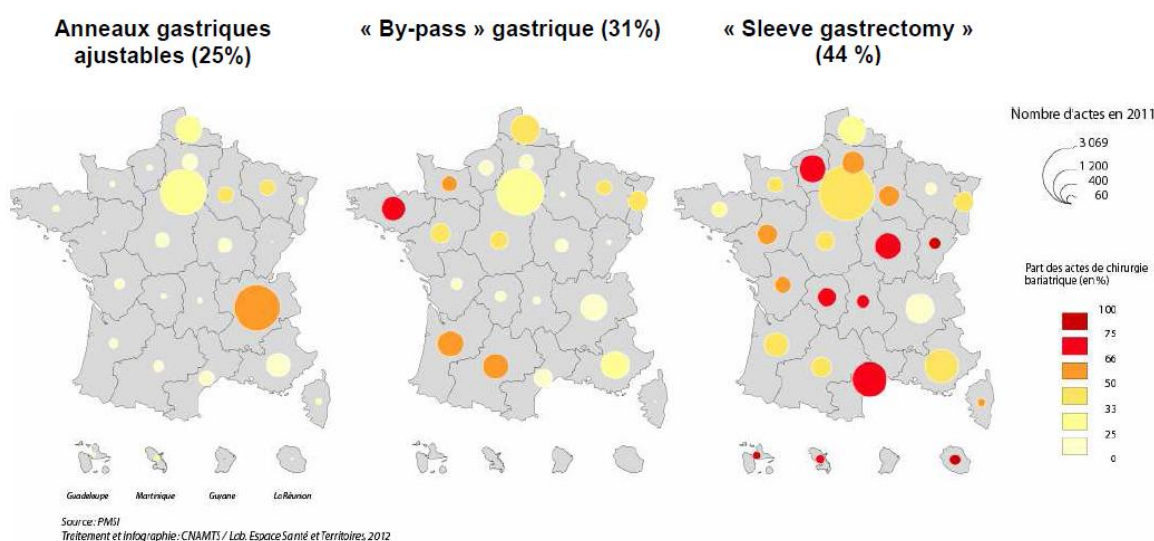 Anneaux gastriques
ajustables (25%)
« By-pass » gastrique (31%)
« Sleeve gastrectomy »
(44 %)
Nombre d'actes en 2011
3 069
1 200
400
60
Part des actes de chirurgie
bariatrique (en %)
100
75
66
50
33
25
0
Guadeloupe
Martinique
Guyane
La Réunion
Source: PMSI
Traitement et infographie: CNAMTS / Lab. Espace Santé et Territoires, 2012